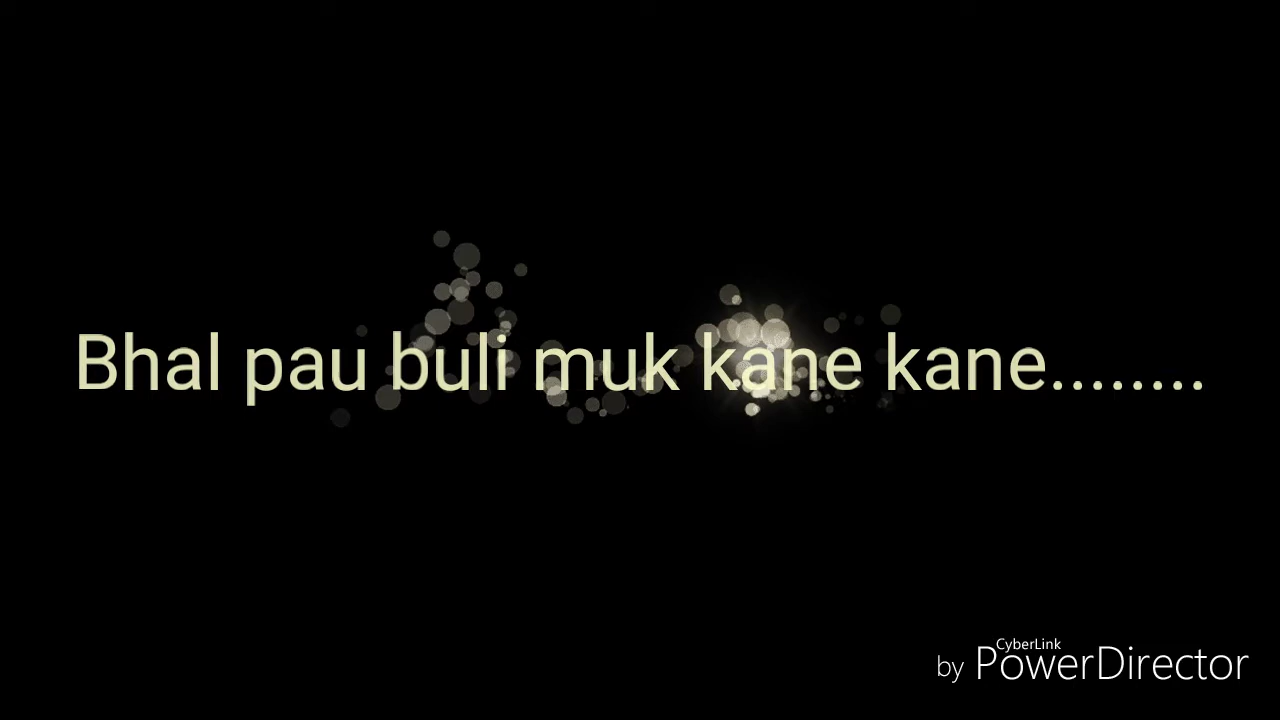 Bhal pau buli muk kane kane........
CyberLink
by PowerDirector